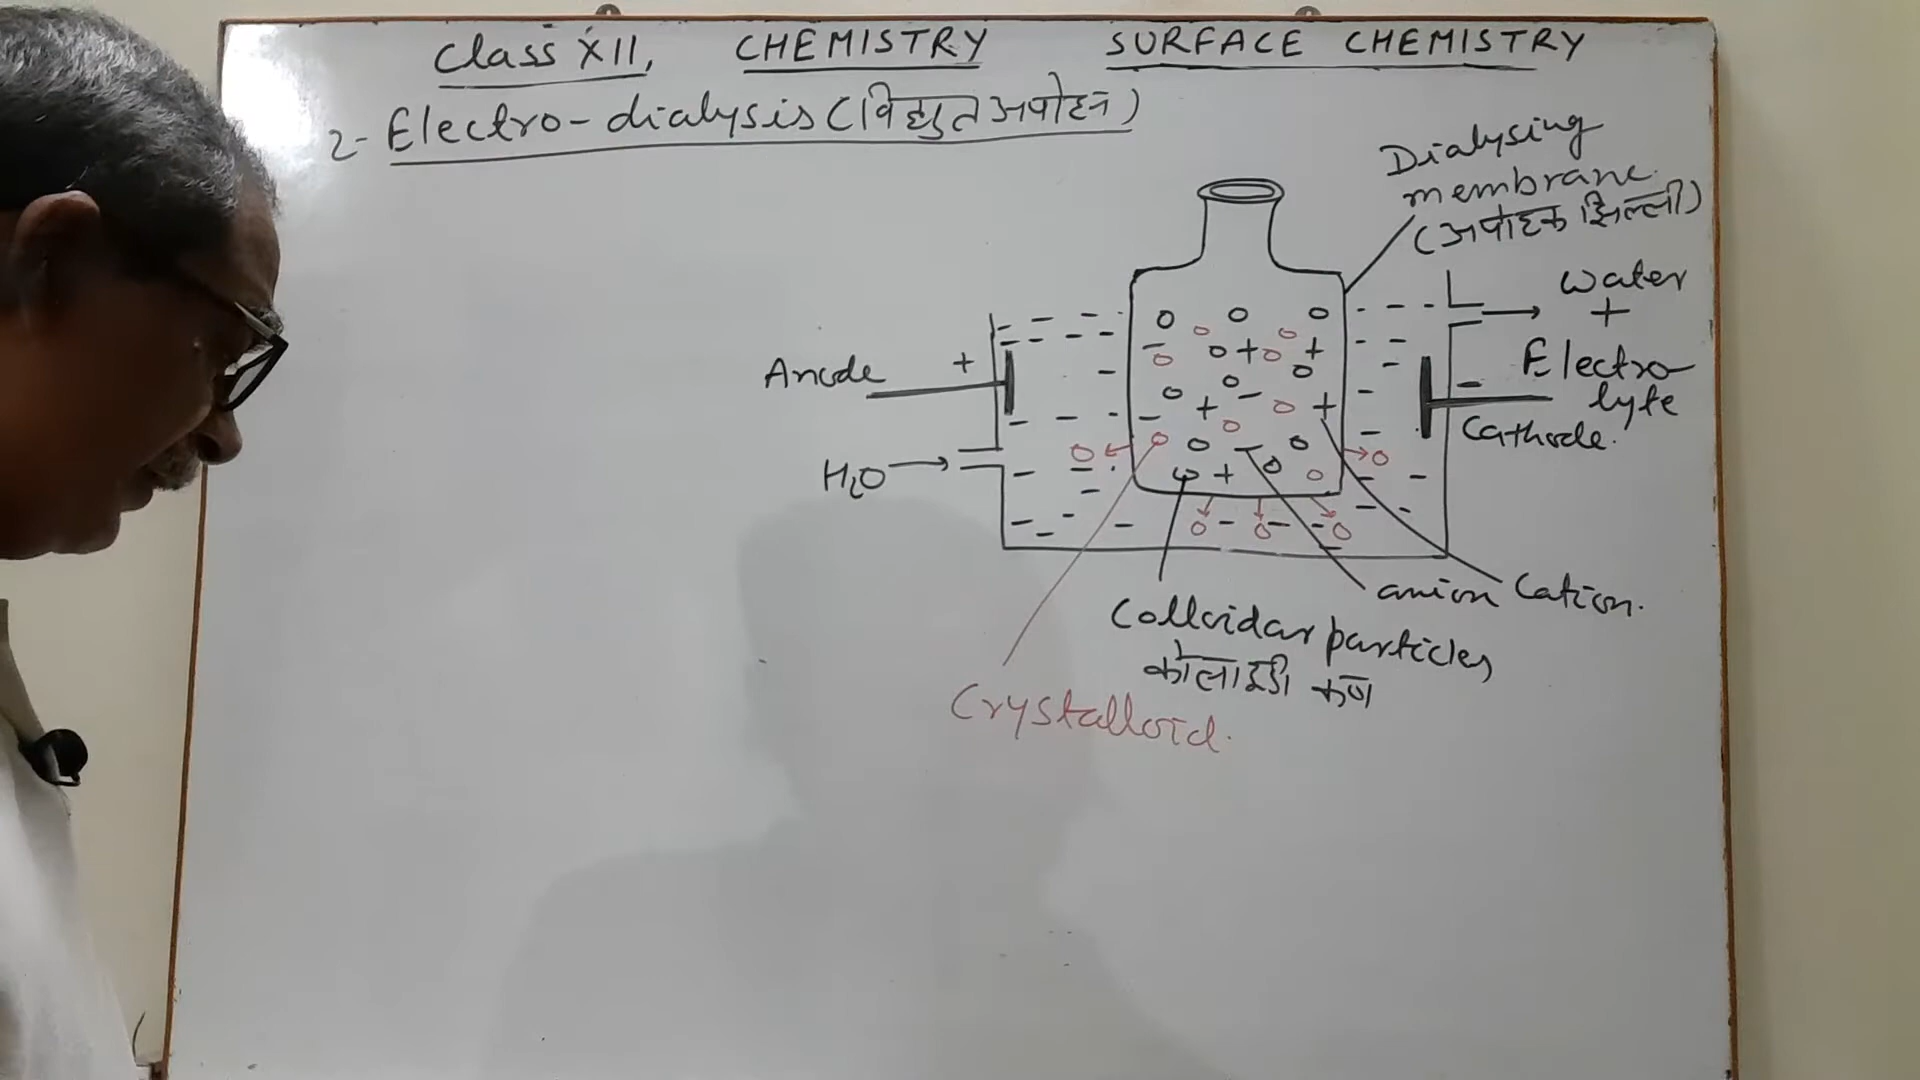 Class XII, CHEMISTRY SURFACE CHEMISTRY
2- Electro-dialysis (विद्युत अपोहन)
Dialysing
membrane
(अपोहक झिल्ली)
Water
+
Electro-
lyte
Anode +
-
Cathode.
H₂O
anion Cation.
Colloidar particles
कोलाइडी कण
Crystalloid.